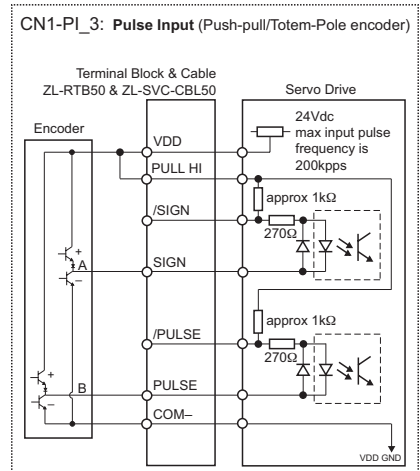 CN1-PI_3: Pulse Input (Push-pull/Totem-Pole encoder)
Terminal Block & Cable
ZL-RTB50 & ZL-SVC-CBL50
Servo Drive
Encoder
VDD
24Vdc
max input pulse
frequency is
200kpps
PULL HI
approx 1kΩ
/SIGN
270Ω
+
A
–
SIGN
approx 1kΩ
/PULSE
270Ω
+
B
–
PULSE
COM–
VDD GND